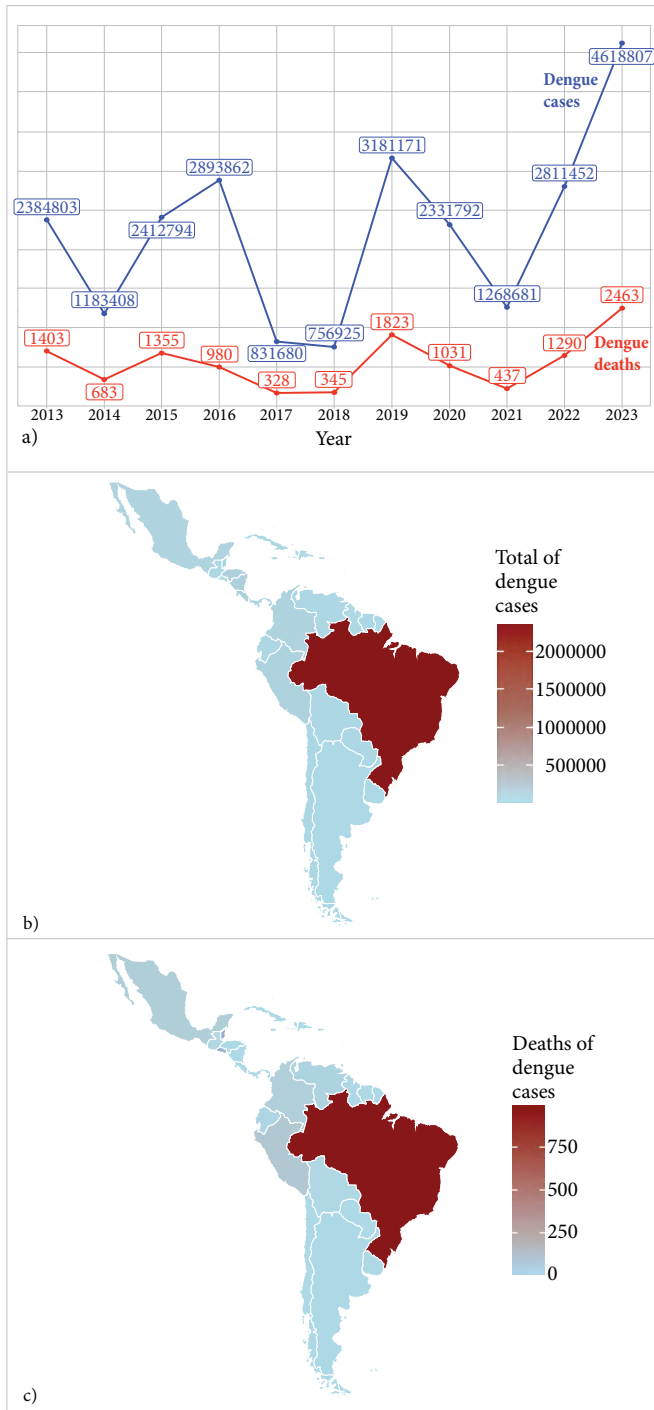 4618807
Dengue
cases
3181171
2893862
2811452
2384803
2412794
2331792
1183408
1268681
756925
831680
2463
1823
1403
1355
1290
Dengue
deaths
980
1031
683
328
345
437
2013 2014 2015 2016 2017 2018 2019 2020 2021 2022 2023
a)
Year
Total of
dengue
cases
2000000
1500000
1000000
500000
b)
Deaths of
dengue
cases
750
500
250
0
c)